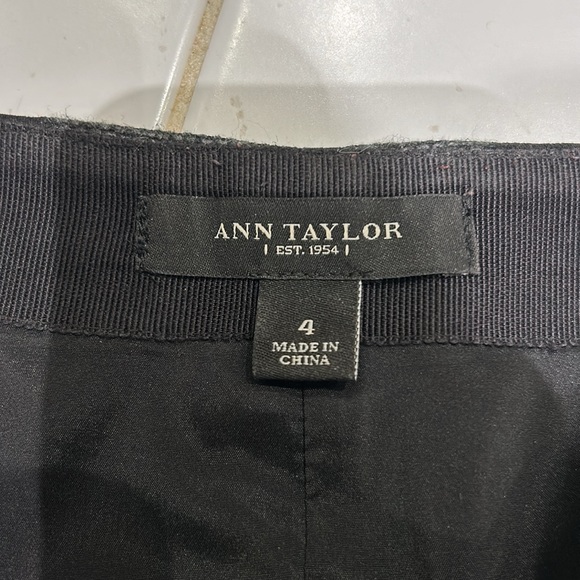 ANN TAYLOR
EST. 1954
4
MADE IN
CHINA